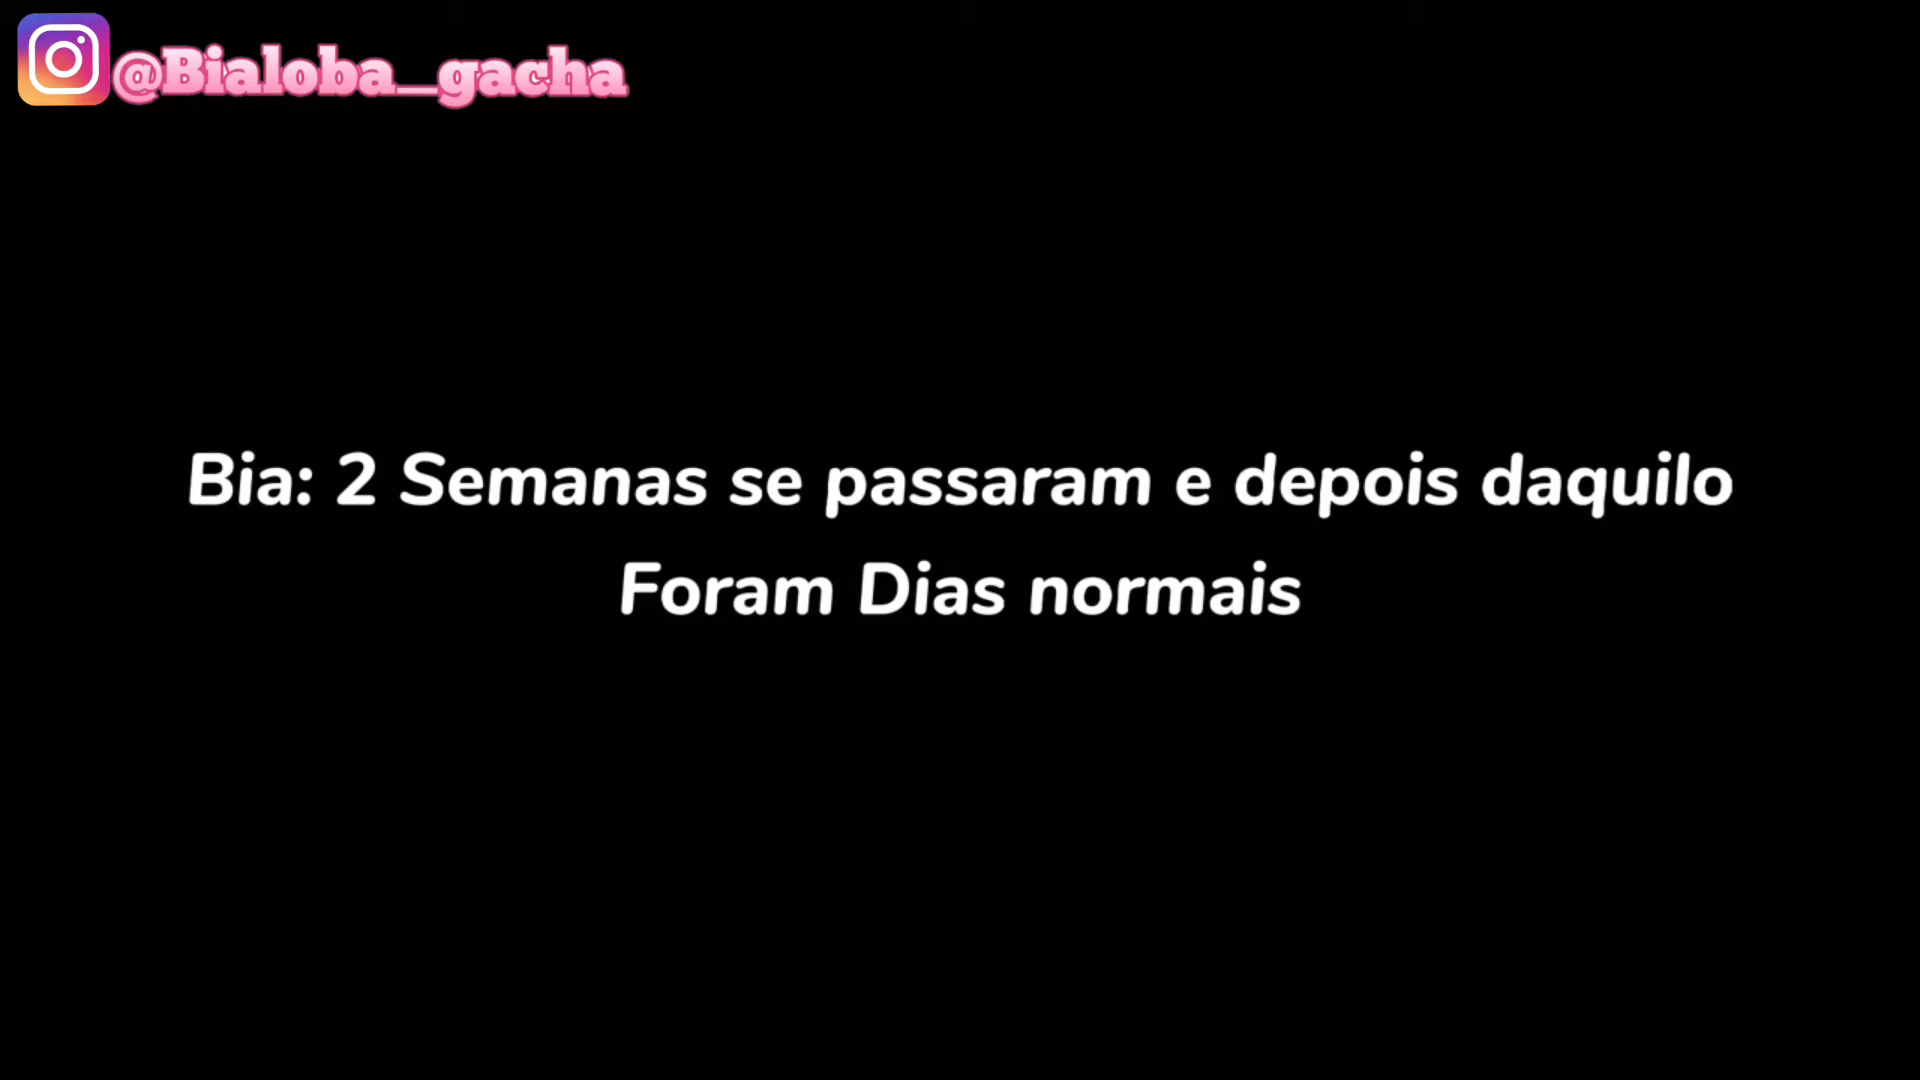 @Bialoba_gacha
Bia: 2 Semanas se passaram e depois daquilo
Foram Dias normais